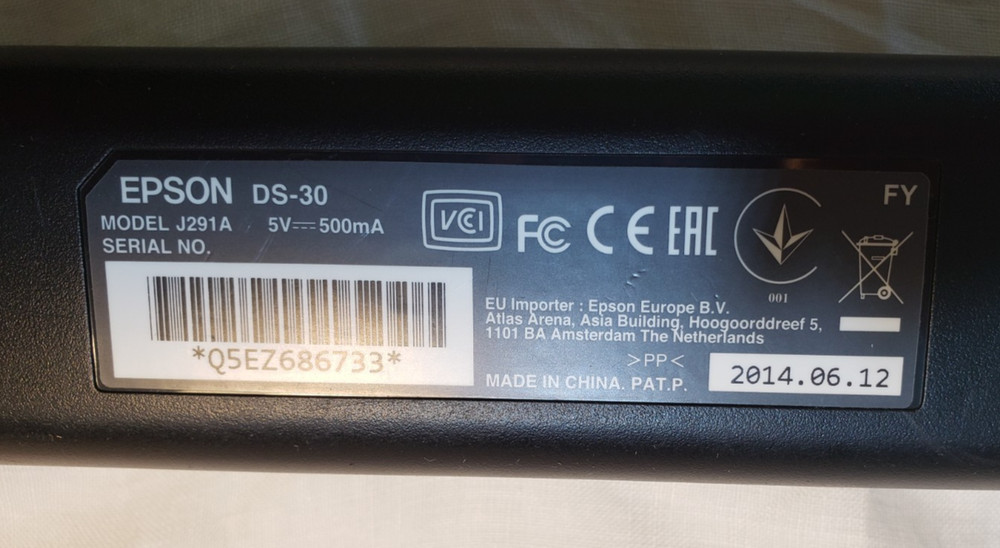 EPSON DS-30
MODEL J291A 5V⎓500mA
SERIAL NO.
*Q5EZ686733*
VCI
FC CE EAC
001
FY
EU Importer : Epson Europe B.V.
Atlas Arena, Asia Building, Hoogoorddreef 5,
1101 BA Amsterdam The Netherlands
>PP<
MADE IN CHINA. PAT.P.
2014.06.12